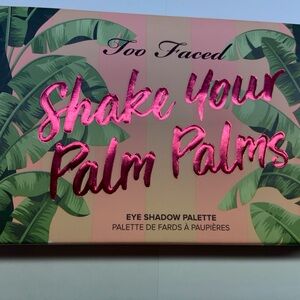 Too Faced
Shake Your
Palm Palms
EYE SHADOW PALETTE
PALETTE DE FARDS À PAUPIÈRES